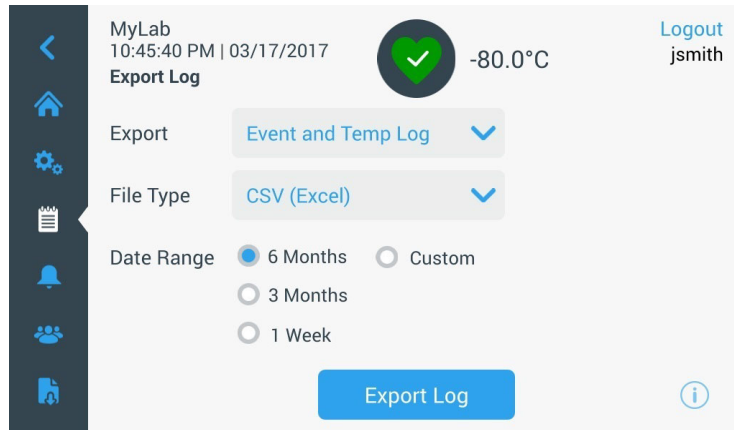 MyLab
10:45:40 PM | 03/17/2017
Export Log
-80.0°C
Logout
jsmith
Export
Event and Temp Log
File Type
CSV (Excel)
Date Range
6 Months
Custom
3 Months
1 Week
Export Log
i